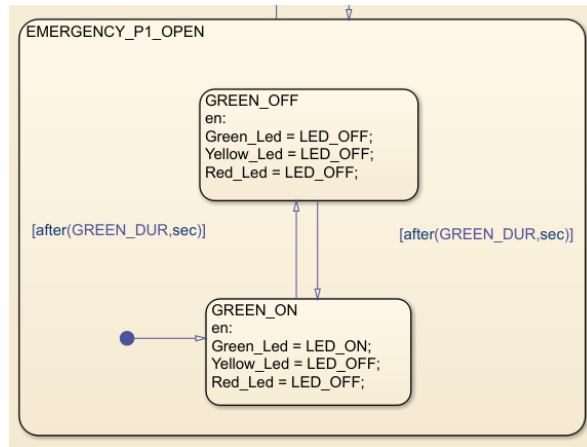 EMERGENCY_P1_OPEN
GREEN_OFF
en:
Green_Led = LED_OFF;
Yellow_Led = LED_OFF;
Red_Led = LED_OFF;
[after(GREEN_DUR,sec)]
[after(GREEN_DUR,sec)]
GREEN_ON
en:
Green_Led = LED_ON;
Yellow_Led = LED_OFF;
Red_Led = LED_OFF;